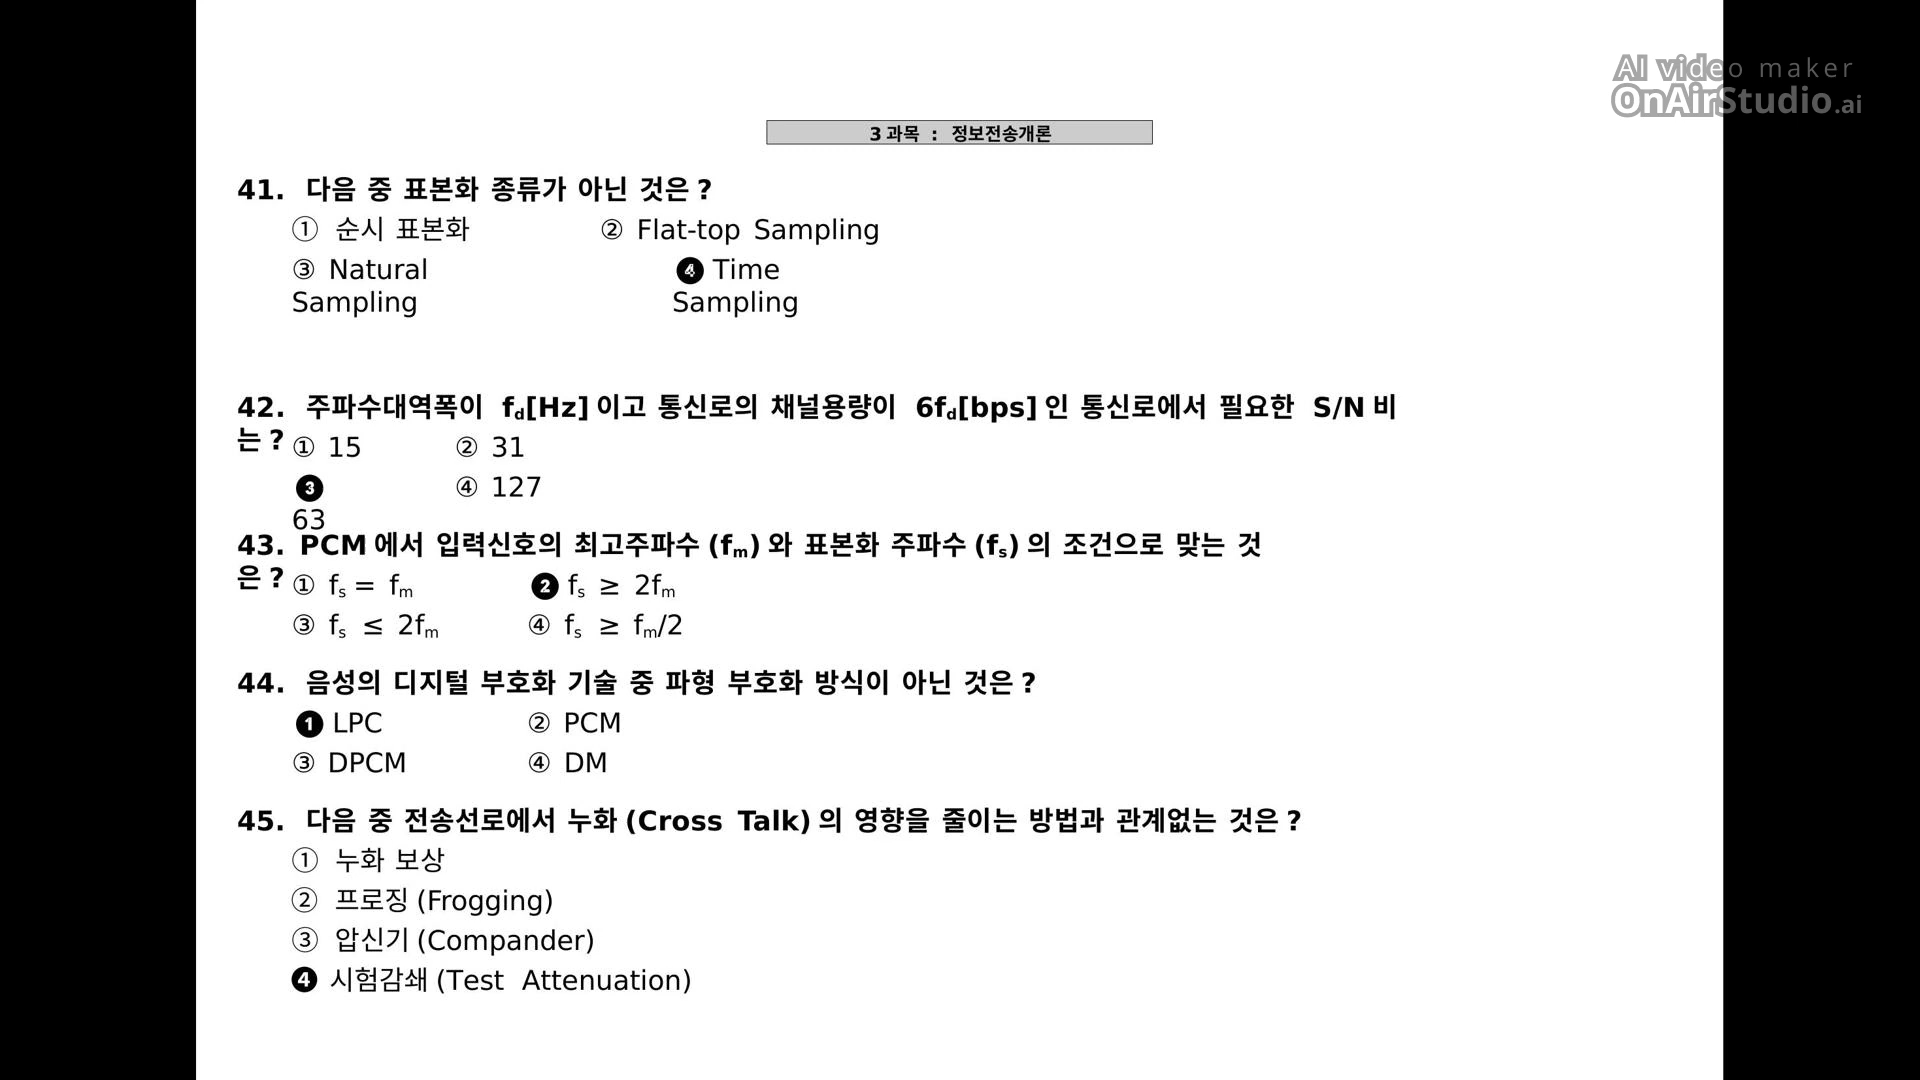 AI video maker
OnAirStudio.ai
3과목 : 정보전송개론
41. 다음 중 표본화 종류가 아닌 것은?
① 순시 표본화 ② Flat-top Sampling
③ Natural ❹ Time
Sampling Sampling
42. 주파수대역폭이 fd[Hz]이고 통신로의 채널용량이 6fd[bps]인 통신로에서 필요한 S/N비
는?
① 15 ② 31
❸ ④ 127
63
43. PCM에서 입력신호의 최고주파수(fm)와 표본화 주파수(fs)의 조건으로 맞는 것
은?
① fs = fm ❷ fs ≥ 2fm
③ fs ≤ 2fm ④ fs ≥ fm/2
44. 음성의 디지털 부호화 기술 중 파형 부호화 방식이 아닌 것은?
❶ LPC ② PCM
③ DPCM ④ DM
45. 다음 중 전송선로에서 누화(Cross Talk)의 영향을 줄이는 방법과 관계없는 것은?
① 누화 보상
② 프로징(Frogging)
③ 압신기(Compander)
❹ 시험감쇄(Test Attenuation)